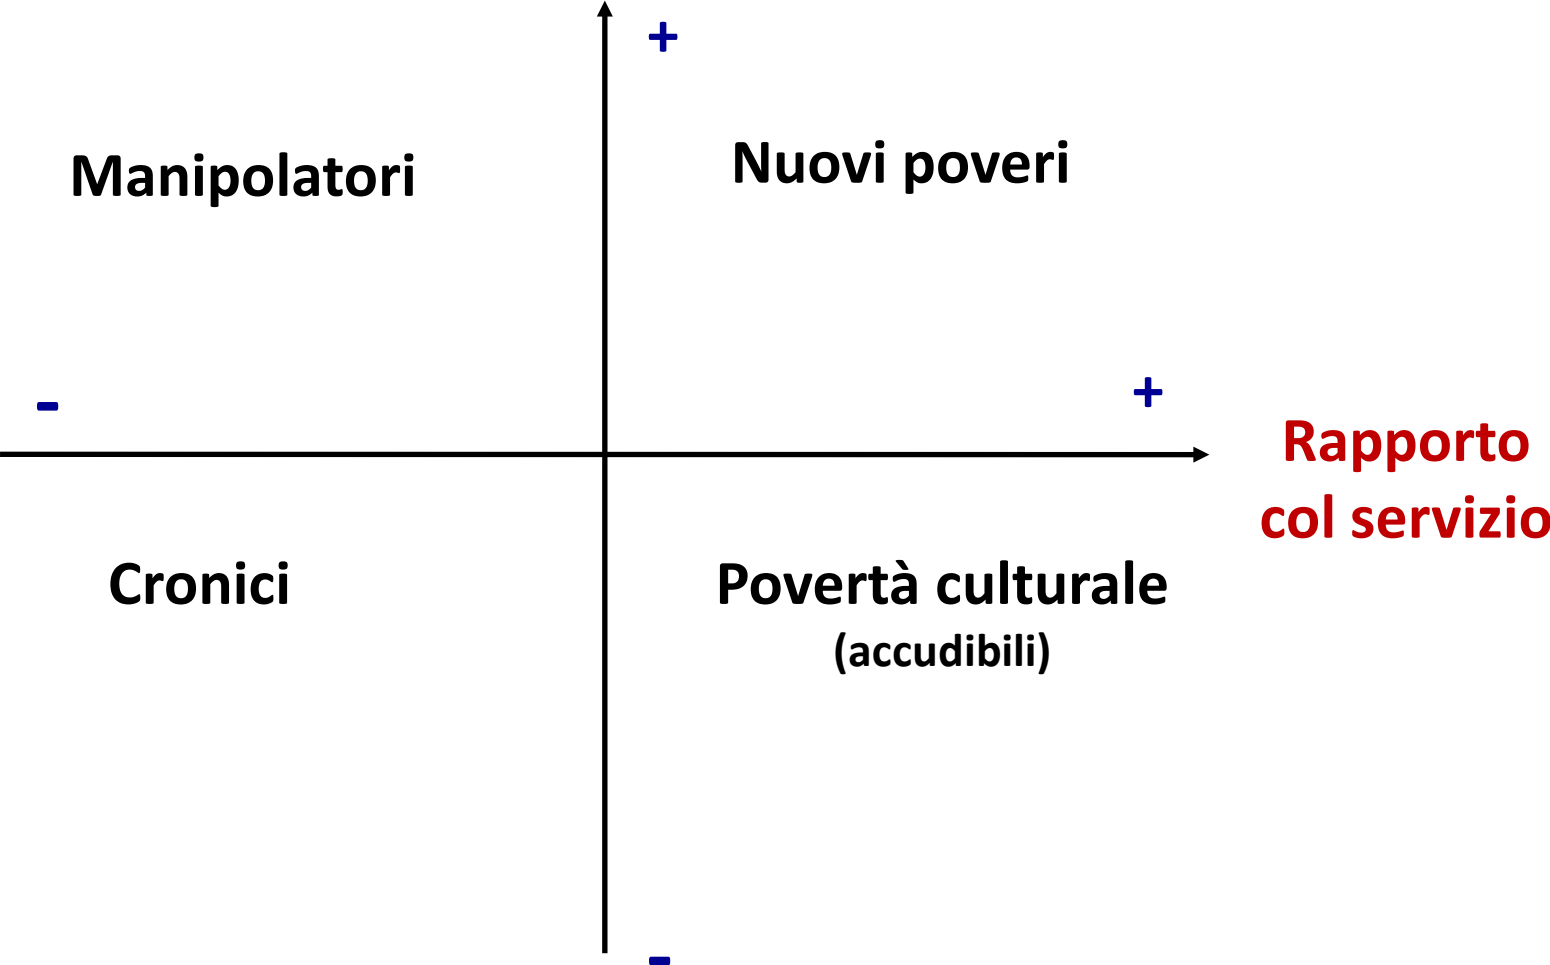 +
Manipolatori
Nuovi poveri
-
+
Rapporto
col servizio
Cronici
Povertà culturale
(accudibili)
-